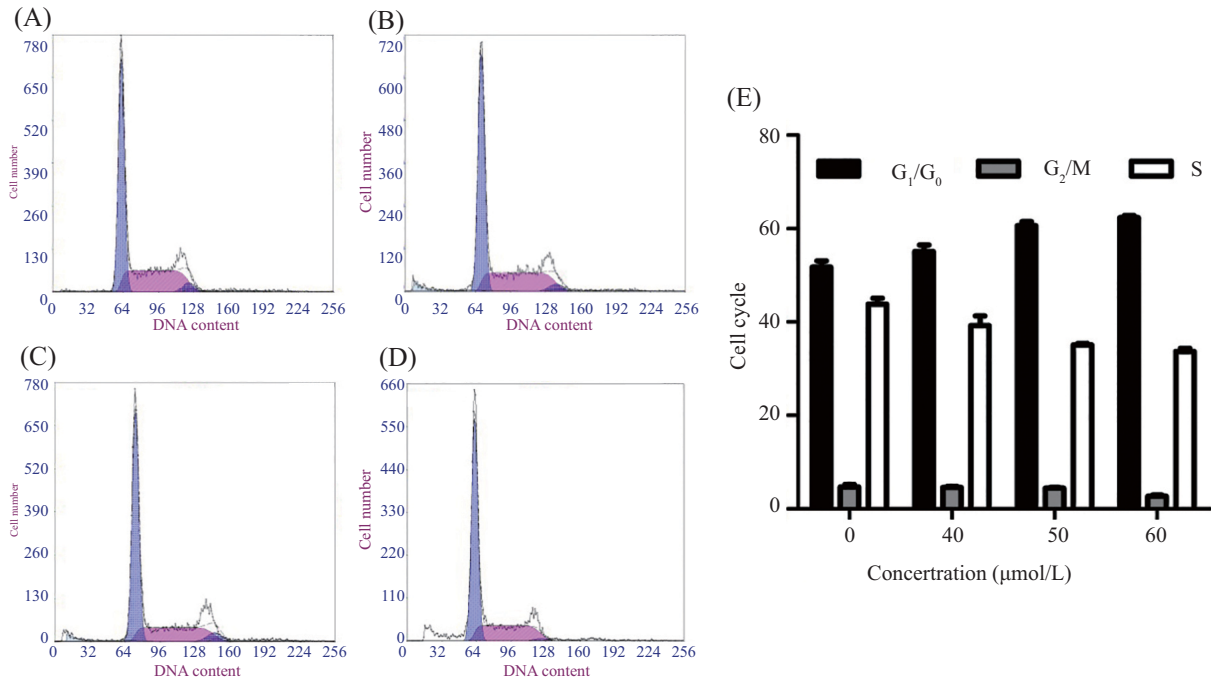 (A)
780
650
520
390
260
130
0
Cell number
0 32 64 96 128 160 192 224 256
DNA content
(B)
720
600
480
360
240
120
0
Cell number
0 32 64 96 128 160 192 224 256
DNA content
(C)
780
650
520
390
260
130
0
Cell number
0 32 64 96 128 160 192 224 256
DNA content
(D)
660
550
440
330
220
110
0
Cell number
0 32 64 96 128 160 192 224 256
DNA content
(E)
80
60
40
20
0
Cell cycle
G₁/G₀ G₂/M S
0 40 50 60
Concertration (μmol/L)